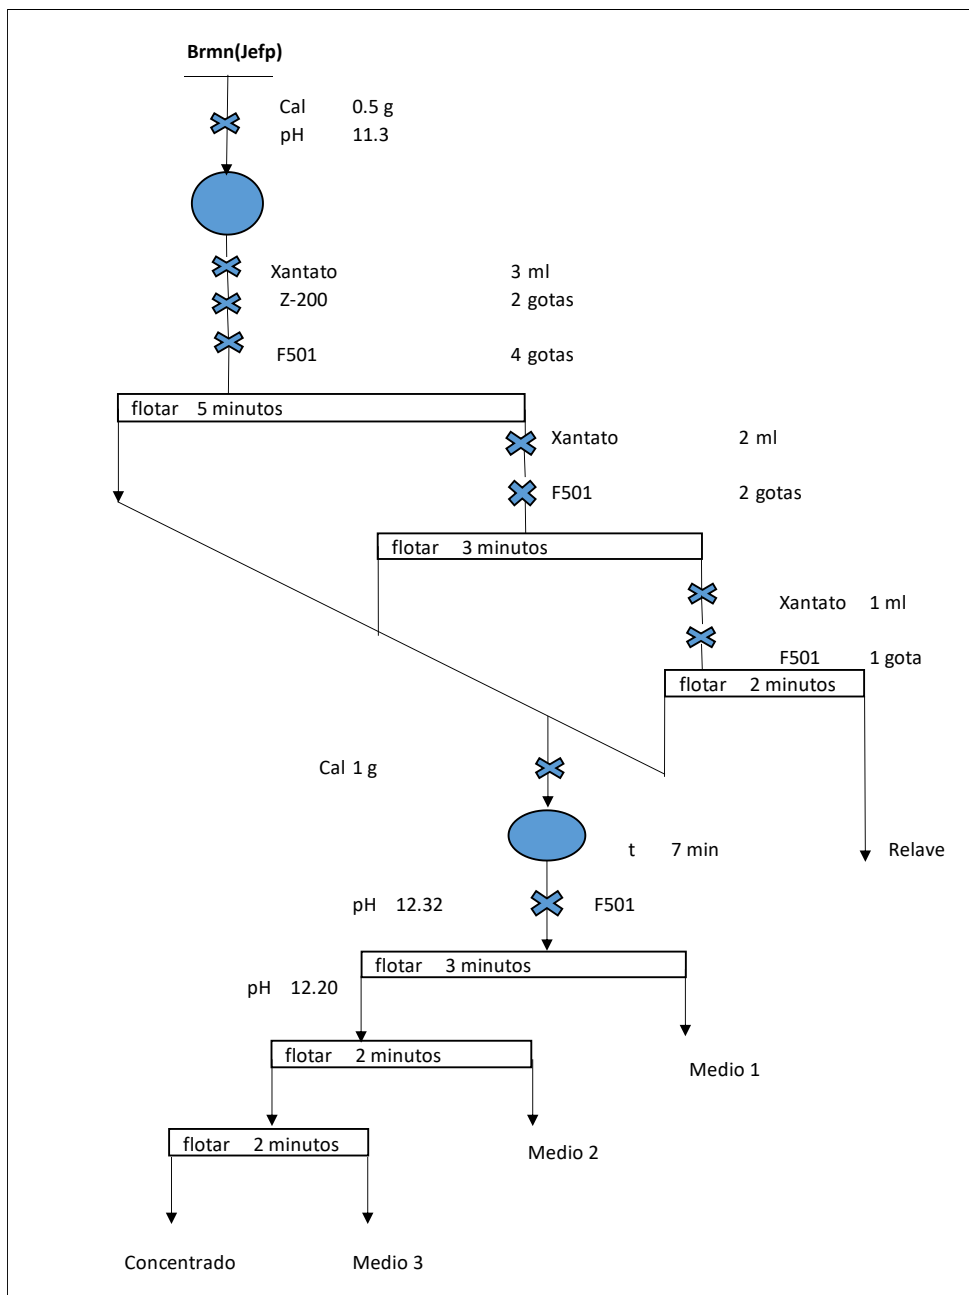 Brmn(Jefp)
Cal 0.5 g
pH 11.3
Xantato 3 ml
Z-200 2 gotas
F501 4 gotas
flotar 5 minutos
Xantato 2 ml
F501 2 gotas
flotar 3 minutos
Xantato 1 ml
F501 1 gota
flotar 2 minutos
Cal 1 g
t 7 min
Relave
pH 12.32 F501
flotar 3 minutos
pH 12.20
flotar 2 minutos
Medio 1
flotar 2 minutos
Medio 2
Concentrado Medio 3